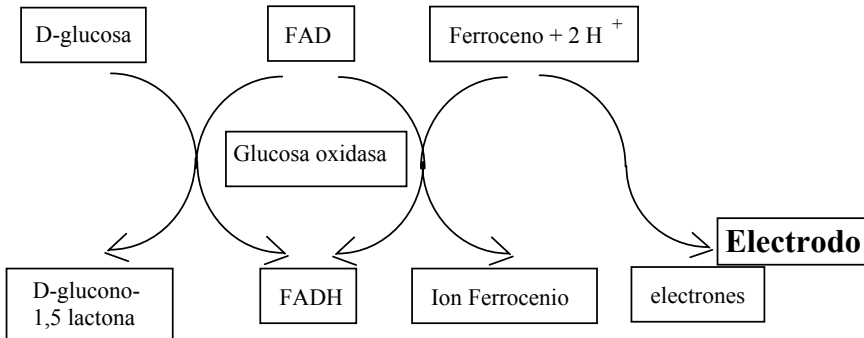 D-glucosa
FAD
Ferroceno + 2 H +
Glucosa oxidasa
Electrodo
D-glucono-
1,5 lactona
FADH
Ion Ferrocenio
electrones